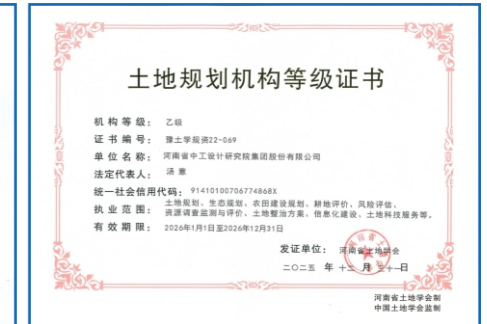 土地规划机构等级证书
机构等级： 乙级
证书编号： 豫土学规资22-069
单位名称： 河南省中工设计研究院集团股份有限公司
法定代表人： 汤意
统一社会信用代码： 91410100706774868X
执业范围： 土地规划、生态规划、农田建设规划、耕地评价、风险评估、
资源调查监测与评价、土地整治方案、信息化建设、土地科技服务等。
有效期限： 2026年1月1日至2026年12月31日
发证单位： 河南省土地学会
二〇二五 年 十二 月 三十一日
河南省土地学会制
中国土地学会监制